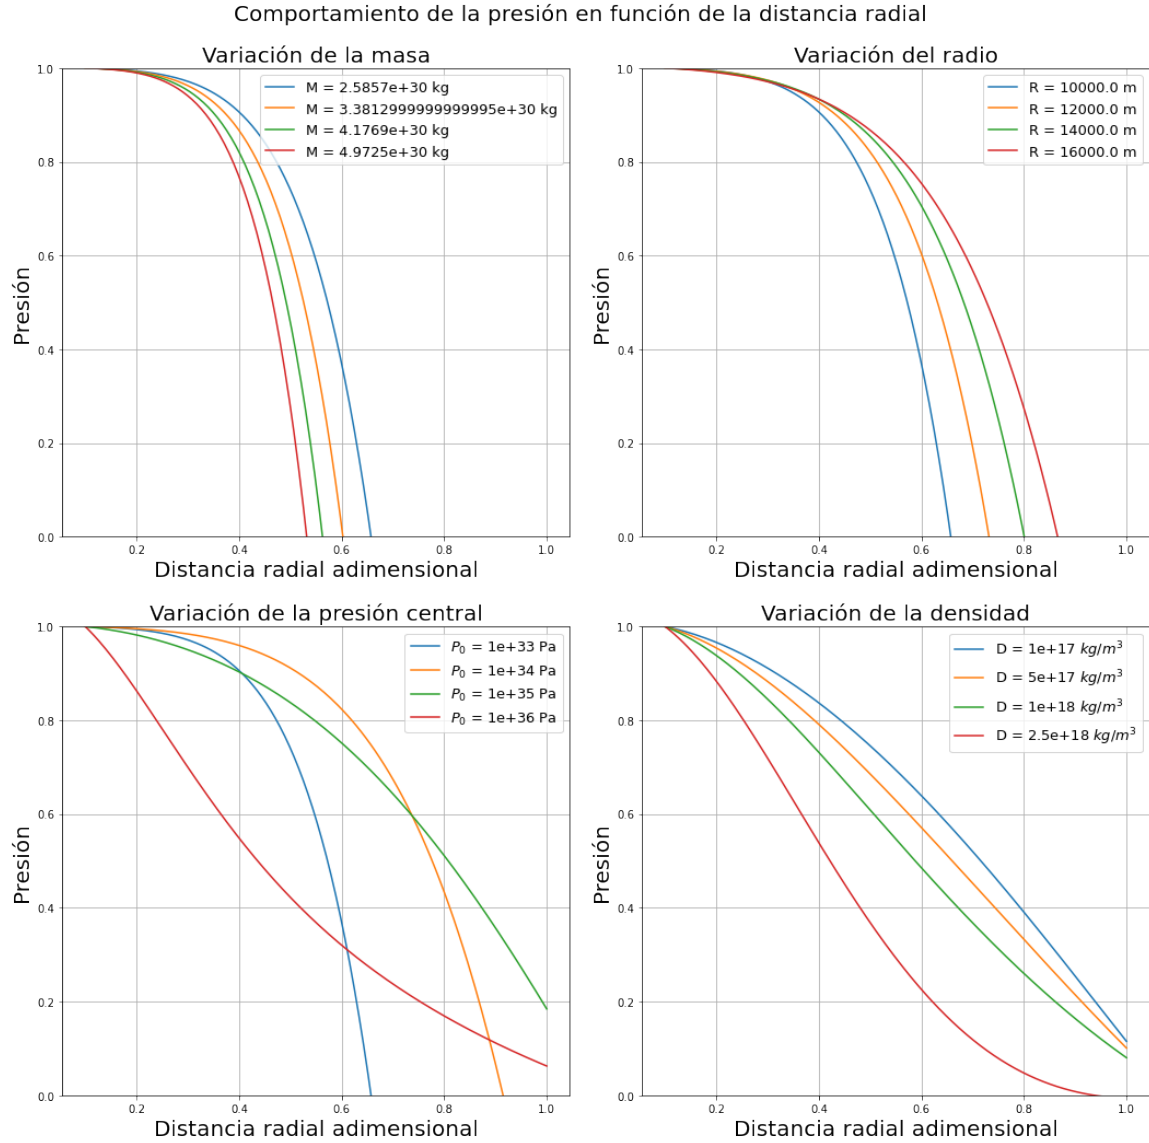 Comportamiento de la presión en función de la distancia radial
Variación de la masa
1.0
0.8
0.6
0.4
0.2
0.0
Presión
M = 2.5857e+30 kg
M = 3.3812999999999995e+30 kg
M = 4.1769e+30 kg
M = 4.9725e+30 kg
0.2 0.4 0.6 0.8 1.0
Distancia radial adimensional
Variación del radio
1.0
0.8
0.6
0.4
0.2
0.0
Presión
R = 10000.0 m
R = 12000.0 m
R = 14000.0 m
R = 16000.0 m
0.2 0.4 0.6 0.8 1.0
Distancia radial adimensional
Variación de la presión central
1.0
0.8
0.6
0.4
0.2
0.0
Presión
P₀ = 1e+33 Pa
P₀ = 1e+34 Pa
P₀ = 1e+35 Pa
P₀ = 1e+36 Pa
0.2 0.4 0.6 0.8 1.0
Distancia radial adimensional
Variación de la densidad
1.0
0.8
0.6
0.4
0.2
0.0
Presión
D = 1e+17 kg/m³
D = 5e+17 kg/m³
D = 1e+18 kg/m³
D = 2.5e+18 kg/m³
0.2 0.4 0.6 0.8 1.0
Distancia radial adimensional